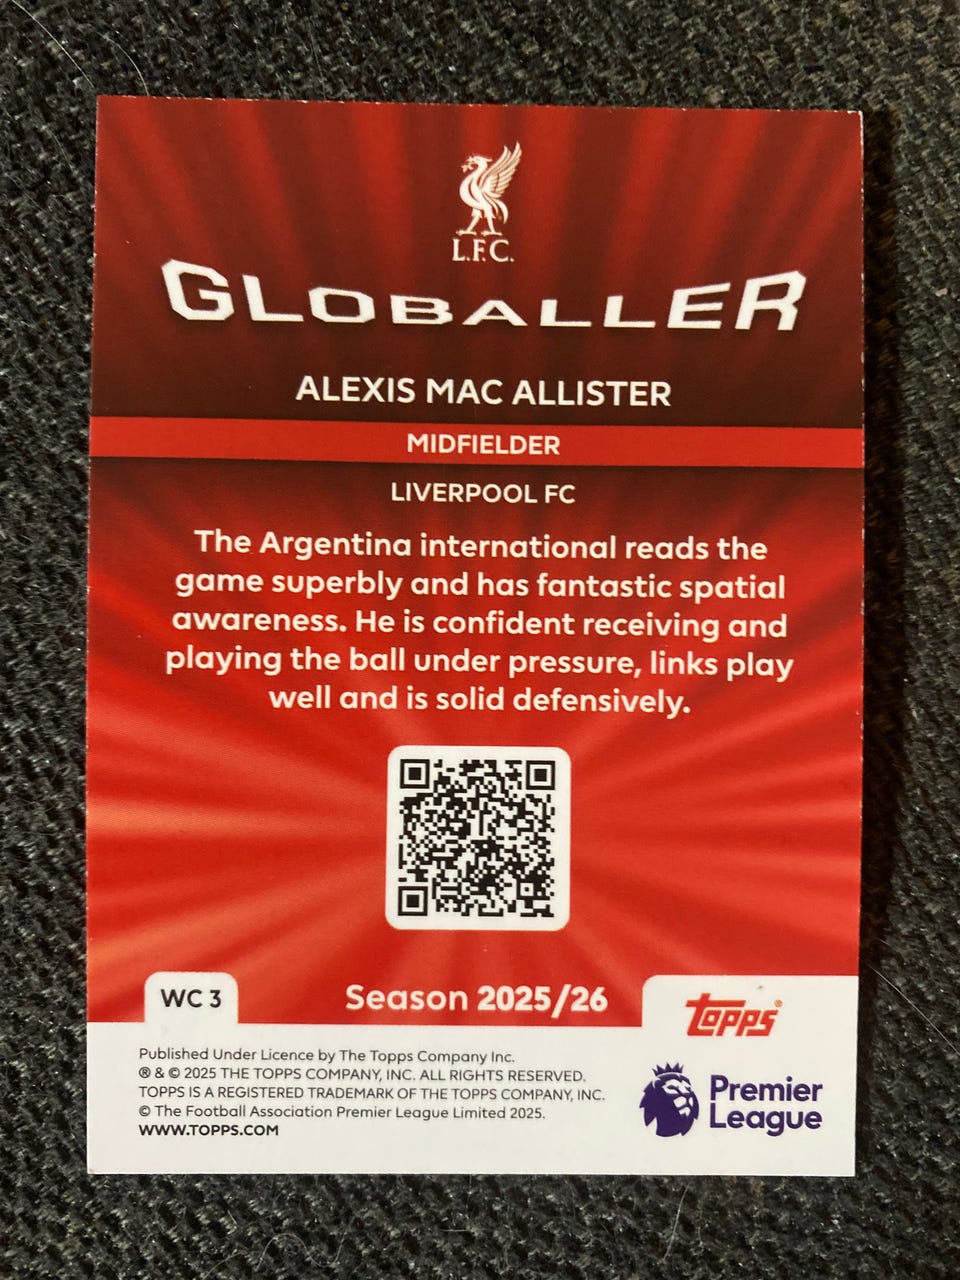 L.F.C.
GLOBALLER
ALEXIS MAC ALLISTER
MIDFIELDER
LIVERPOOL FC
The Argentina international reads the
game superbly and has fantastic spatial
awareness. He is confident receiving and
playing the ball under pressure, links play
well and is solid defensively.
WC 3
Season 2025/26
Topps®
Published Under Licence by The Topps Company Inc.
® & © 2025 THE TOPPS COMPANY, INC. ALL RIGHTS RESERVED.
TOPPS IS A REGISTERED TRADEMARK OF THE TOPPS COMPANY, INC.
© The Football Association Premier League Limited 2025.
WWW.TOPPS.COM
Premier
League